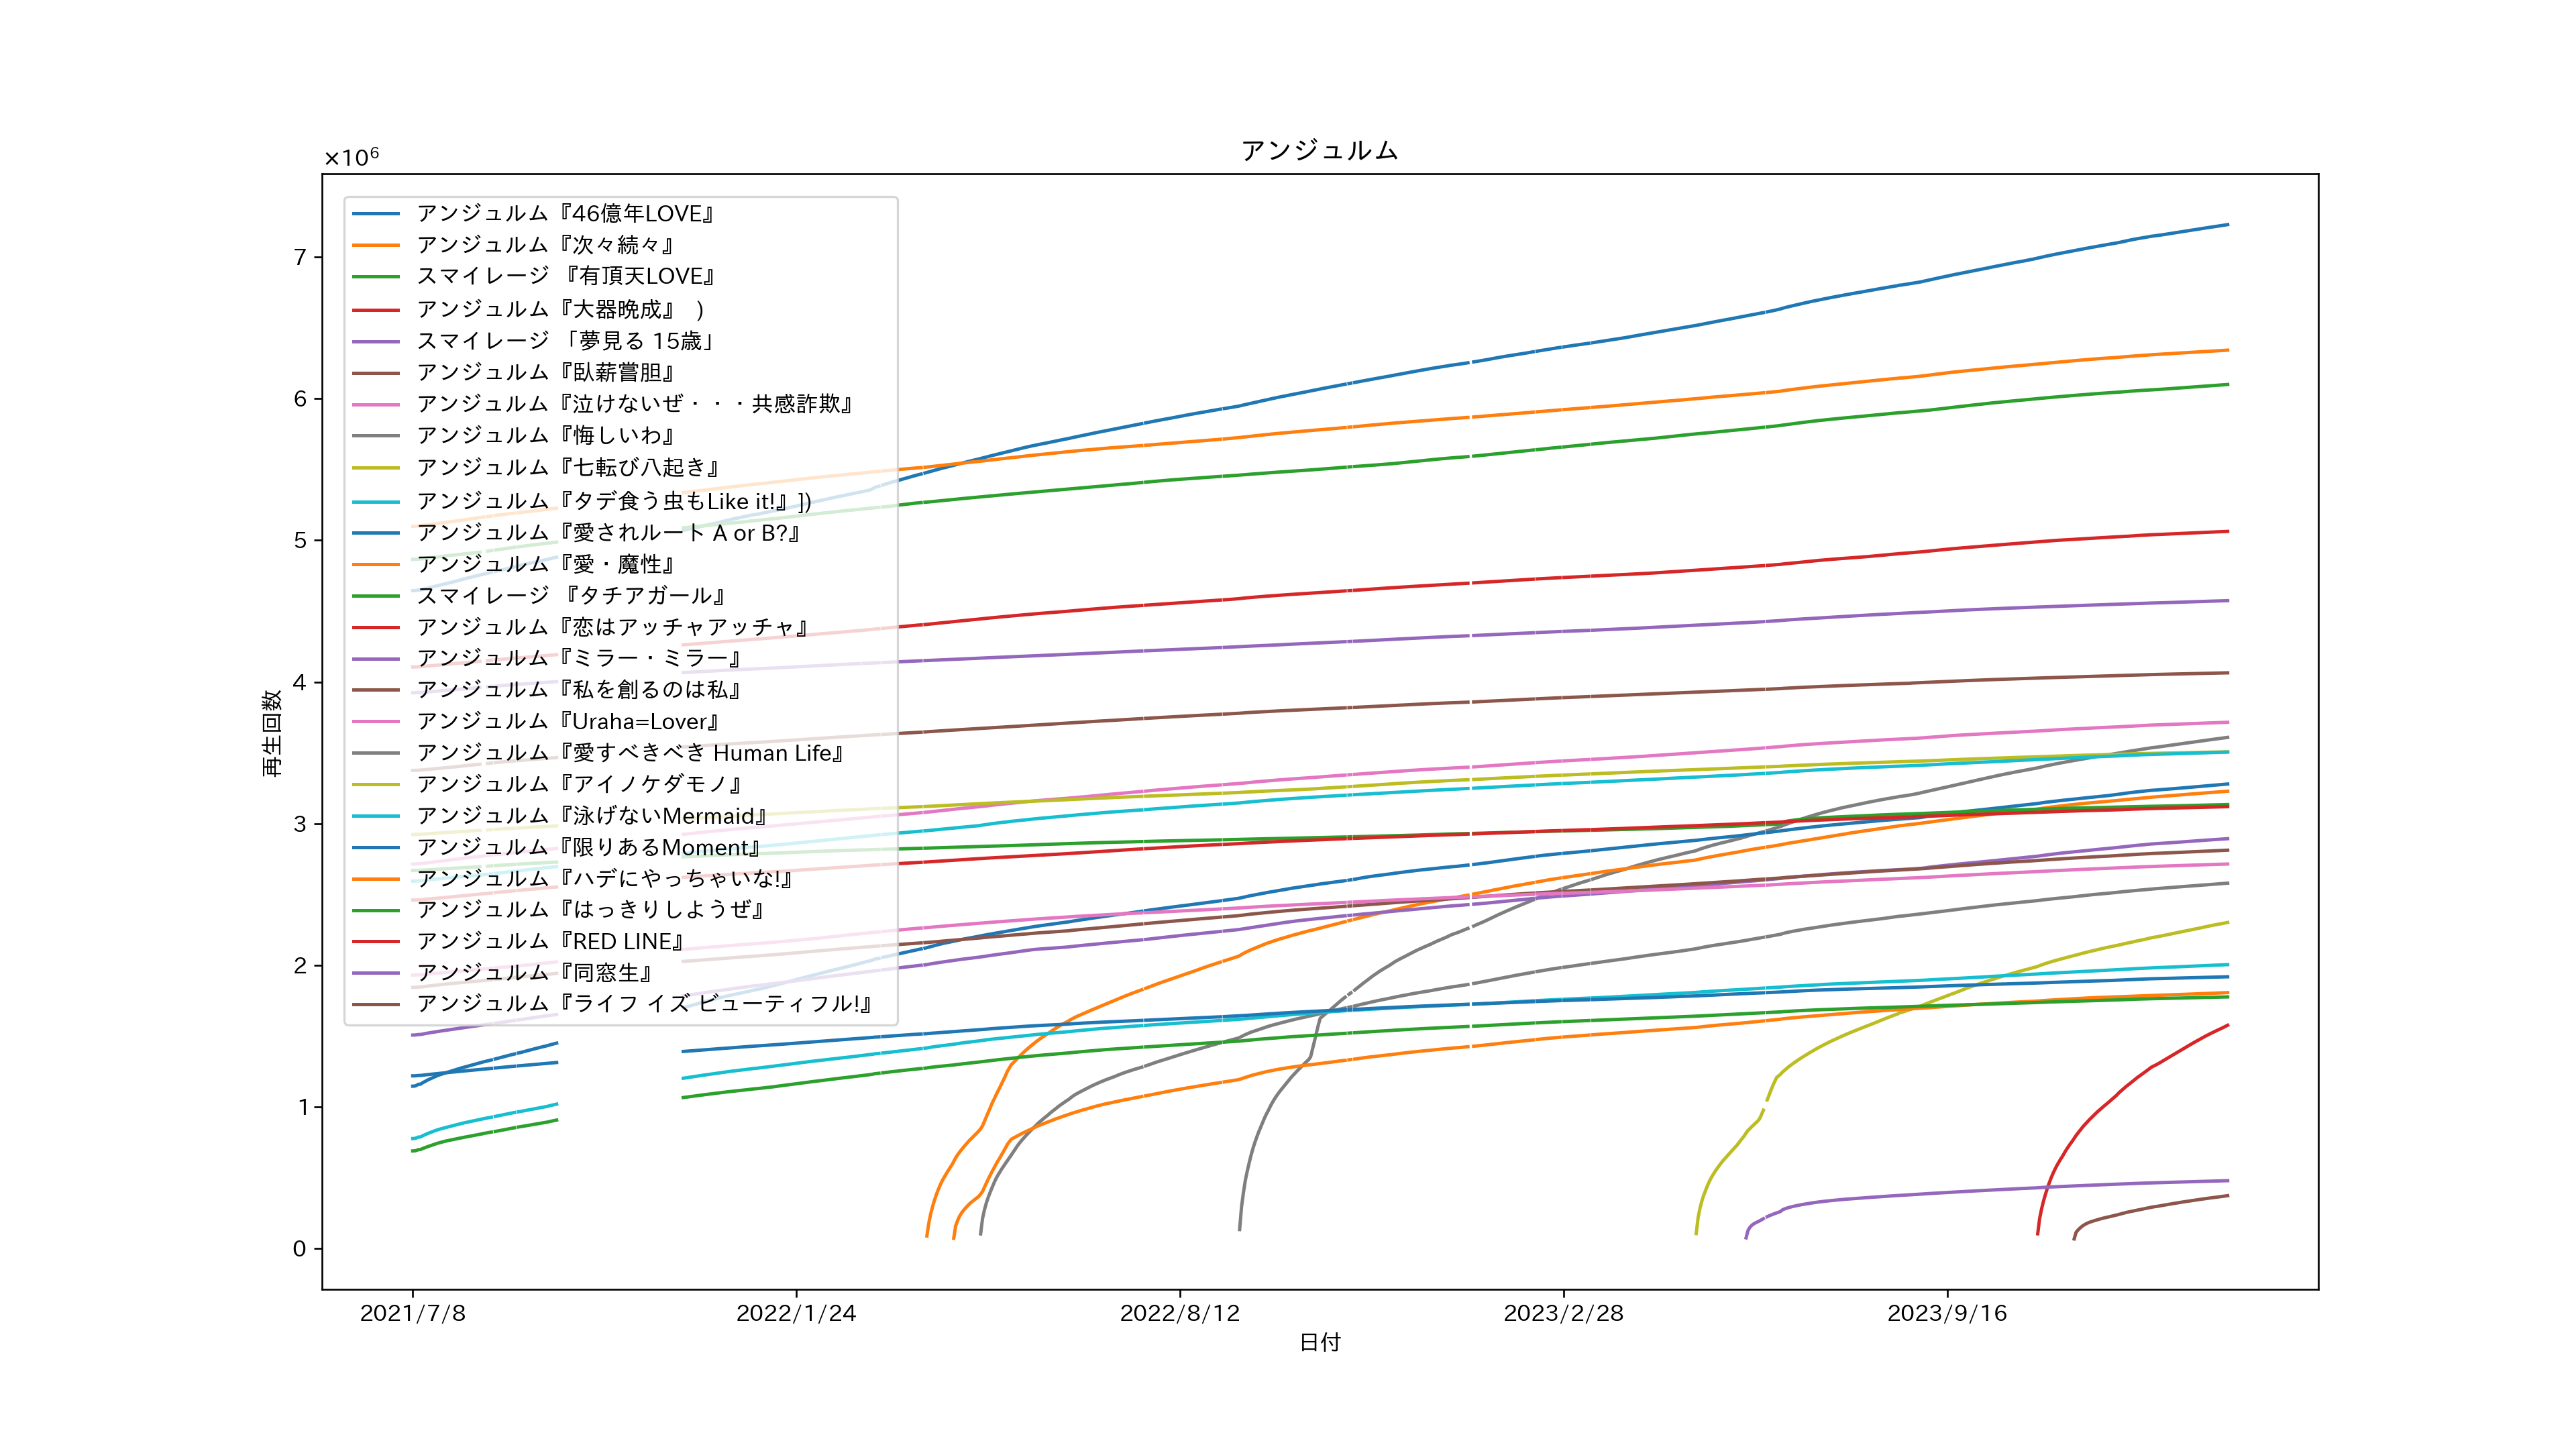 アンジュルム
×10⁶
7
6
5
4
3
2
1
0
再生回数
アンジュルム『46億年LOVE』
アンジュルム『次々続々』
スマイレージ 『有頂天LOVE』
アンジュルム『大器晩成』 )
スマイレージ 「夢見る 15歳」
アンジュルム『臥薪嘗胆』
アンジュルム『泣けないぜ・・・共感詐欺』
アンジュルム『悔しいわ』
アンジュルム『七転び八起き』
アンジュルム『タデ食う虫もLike it!』])
アンジュルム『愛されルート A or B?』
アンジュルム『愛・魔性』
スマイレージ 『タチアガール』
アンジュルム『恋はアッチャアッチャ』
アンジュルム『ミラー・ミラー』
アンジュルム『私を創るのは私』
アンジュルム『Uraha=Lover』
アンジュルム『愛すべきべき Human Life』
アンジュルム『アイノケダモノ』
アンジュルム『泳げないMermaid』
アンジュルム『限りあるMoment』
アンジュルム『ハデにやっちゃいな!』
アンジュルム『はっきりしようぜ』
アンジュルム『RED LINE』
アンジュルム『同窓生』
アンジュルム『ライフ イズ ビューティフル!』
2021/7/8 2022/1/24 2022/8/12 2023/2/28 2023/9/16
日付